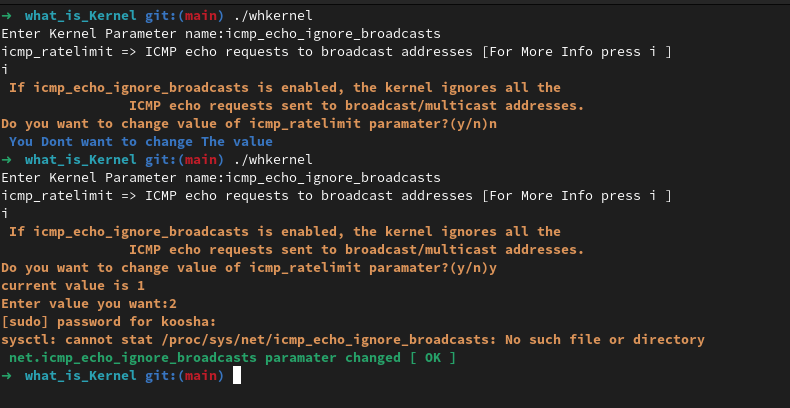 ➜ what_is_Kernel git:(main) ./whkernel
Enter Kernel Parameter name:icmp_echo_ignore_broadcasts
icmp_ratelimit => ICMP echo requests to broadcast addresses [For More Info press i ]
i
If icmp_echo_ignore_broadcasts is enabled, the kernel ignores all the
ICMP echo requests sent to broadcast/multicast addresses.
Do you want to change value of icmp_ratelimit paramater?(y/n)n
You Dont want to change The value
➜ what_is_Kernel git:(main) ./whkernel
Enter Kernel Parameter name:icmp_echo_ignore_broadcasts
icmp_ratelimit => ICMP echo requests to broadcast addresses [For More Info press i ]
i
If icmp_echo_ignore_broadcasts is enabled, the kernel ignores all the
ICMP echo requests sent to broadcast/multicast addresses.
Do you want to change value of icmp_ratelimit paramater?(y/n)y
current value is 1
Enter value you want:2
[sudo] password for koosha:
sysctl: cannot stat /proc/sys/net/icmp_echo_ignore_broadcasts: No such file or directory
net.icmp_echo_ignore_broadcasts paramater changed [ OK ]
➜ what_is_Kernel git:(main)